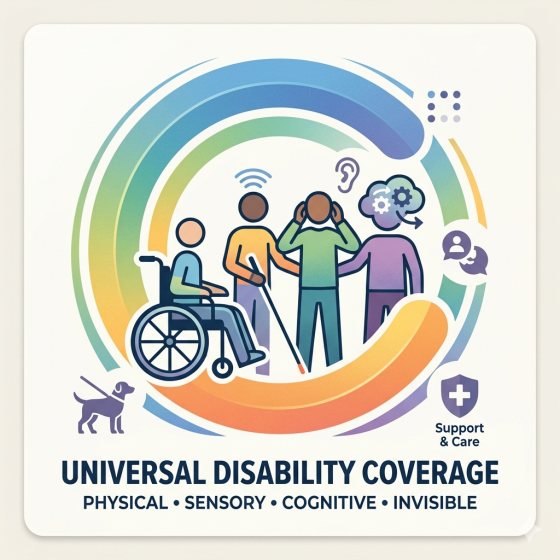 Support
& Care
UNIVERSAL DISABILITY COVERAGE
PHYSICAL • SENSORY • COGNITIVE • INVISIBLE